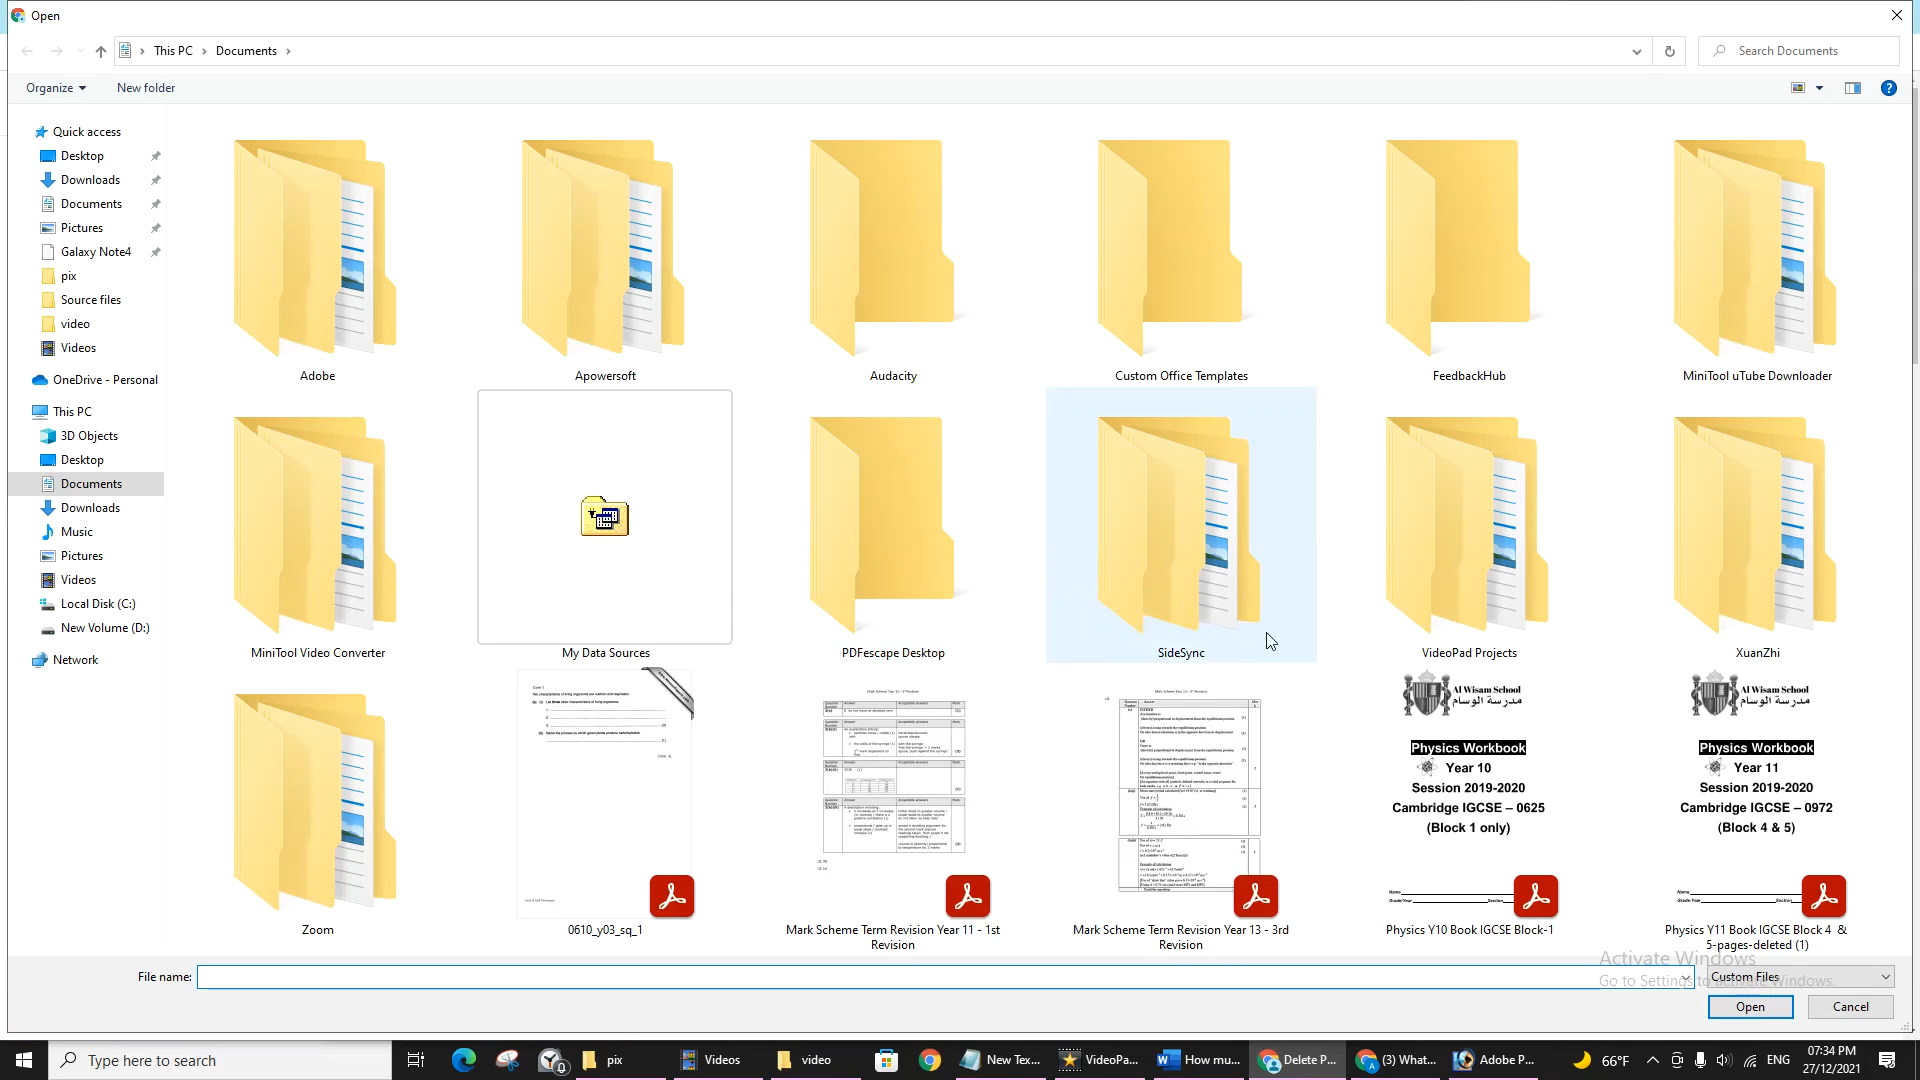 Open
This PC
Documents
Search Documents
Organize
New folder
Quick access
Desktop
Downloads
Documents
Pictures
Galaxy Note4
pix
Source files
video
Videos
OneDrive - Personal
This PC
3D Objects
Desktop
Documents
Downloads
Music
Pictures
Videos
Local Disk (C:)
New Volume (D:)
Network
Adobe
Apowersoft
Audacity
Custom Office Templates
FeedbackHub
MiniTool uTube Downloader
MiniTool Video Converter
My Data Sources
PDFescape Desktop
SideSync
VideoPad Projects
XuanZhi
Al Wisam School
مدرسة الوسام
Physics Workbook
Year 10
Session 2019-2020
Cambridge IGCSE – 0625
(Block 1 only)
Al Wisam School
مدرسة الوسام
Physics Workbook
Year 11
Session 2019-2020
Cambridge IGCSE – 0972
(Block 4 & 5)
Zoom
0610_y03_sq_1
Mark Scheme Term Revision Year 11 - 1st
Revision
Mark Scheme Term Revision Year 13 - 3rd
Revision
Physics Y10 Book IGCSE Block-1
Physics Y11 Book IGCSE Block 4 &
5-pages-deleted (1)
Activate Windows
Go to Settings to activate Windows.
File name:
Custom Files
Open
Cancel
Type here to search
pix
Videos
video
New Tex...
VideoPa...
How mu...
Delete P...
(3) What...
Adobe P...
66°F
ENG
07:34 PM
27/12/2021